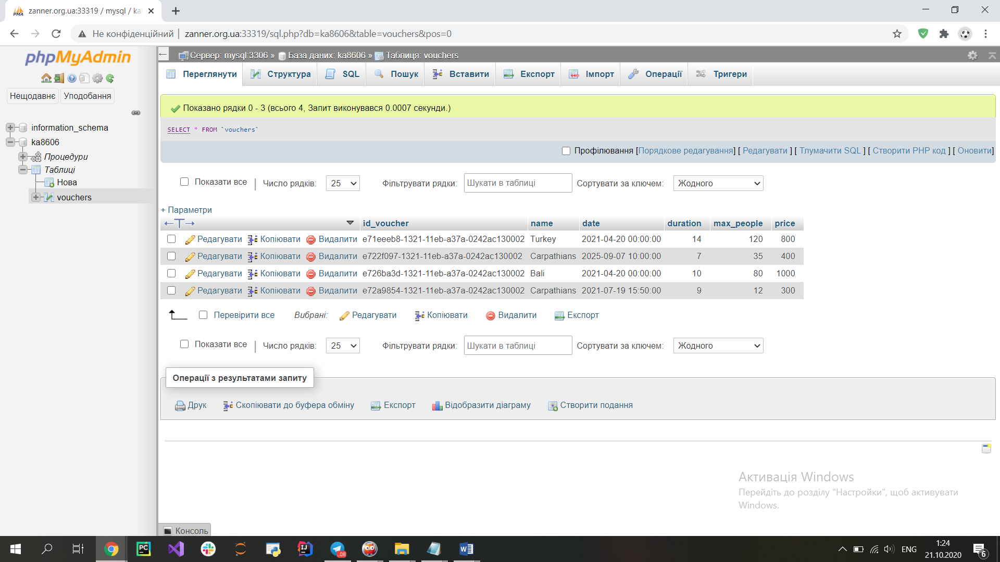 zanner.org.ua:33319 / mysql / ka
Не конфіденційний | zanner.org.ua:33319/sql.php?db=ka8606&table=vouchers&pos=0
phpMyAdmin
Нещодавнє Уподобання
information_schema
ka8606
Процедури
Таблиці
Нова
vouchers
Сервер: mysql:3306 » База даних: ka8606 » Таблиця: vouchers
Переглянути Структура SQL Пошук Вставити Експорт Імпорт Операції Тригери
Показано рядки 0 - 3 (всього 4, Запит виконувався 0.0007 секунди.)
SELECT * FROM `vouchers`
Профілювання [Порядкове редагування] [ Редагувати ] [ Тлумачити SQL ] [ Створити PHP код ] [ Оновити]
Показати все | Число рядків: 25 Фільтрувати рядки: Шукати в таблиці Сортувати за ключем: Жодного
+ Параметри
←T→ id_voucher name date duration max_people price
Редагувати Копіювати Видалити e71eeeb8-1321-11eb-a37a-0242ac130002 Turkey 2021-04-20 00:00:00 14 120 800
Редагувати Копіювати Видалити e722f097-1321-11eb-a37a-0242ac130002 Carpathians 2025-09-07 10:00:00 7 35 400
Редагувати Копіювати Видалити e726ba3d-1321-11eb-a37a-0242ac130002 Bali 2021-04-20 00:00:00 10 80 1000
Редагувати Копіювати Видалити e72a9854-1321-11eb-a37a-0242ac130002 Carpathians 2021-07-19 15:50:00 9 12 300
Перевірити все Вибрані: Редагувати Копіювати Видалити Експорт
Показати все | Число рядків: 25 Фільтрувати рядки: Шукати в таблиці Сортувати за ключем: Жодного
Операції з результатами запиту
Друк Скопіювати до буфера обміну Експорт Відобразити діаграму Створити подання
Активація Windows
Перейдіть до розділу "Настройки", щоб активувати
Windows.
Консоль
ENG
1:24
21.10.2020
6